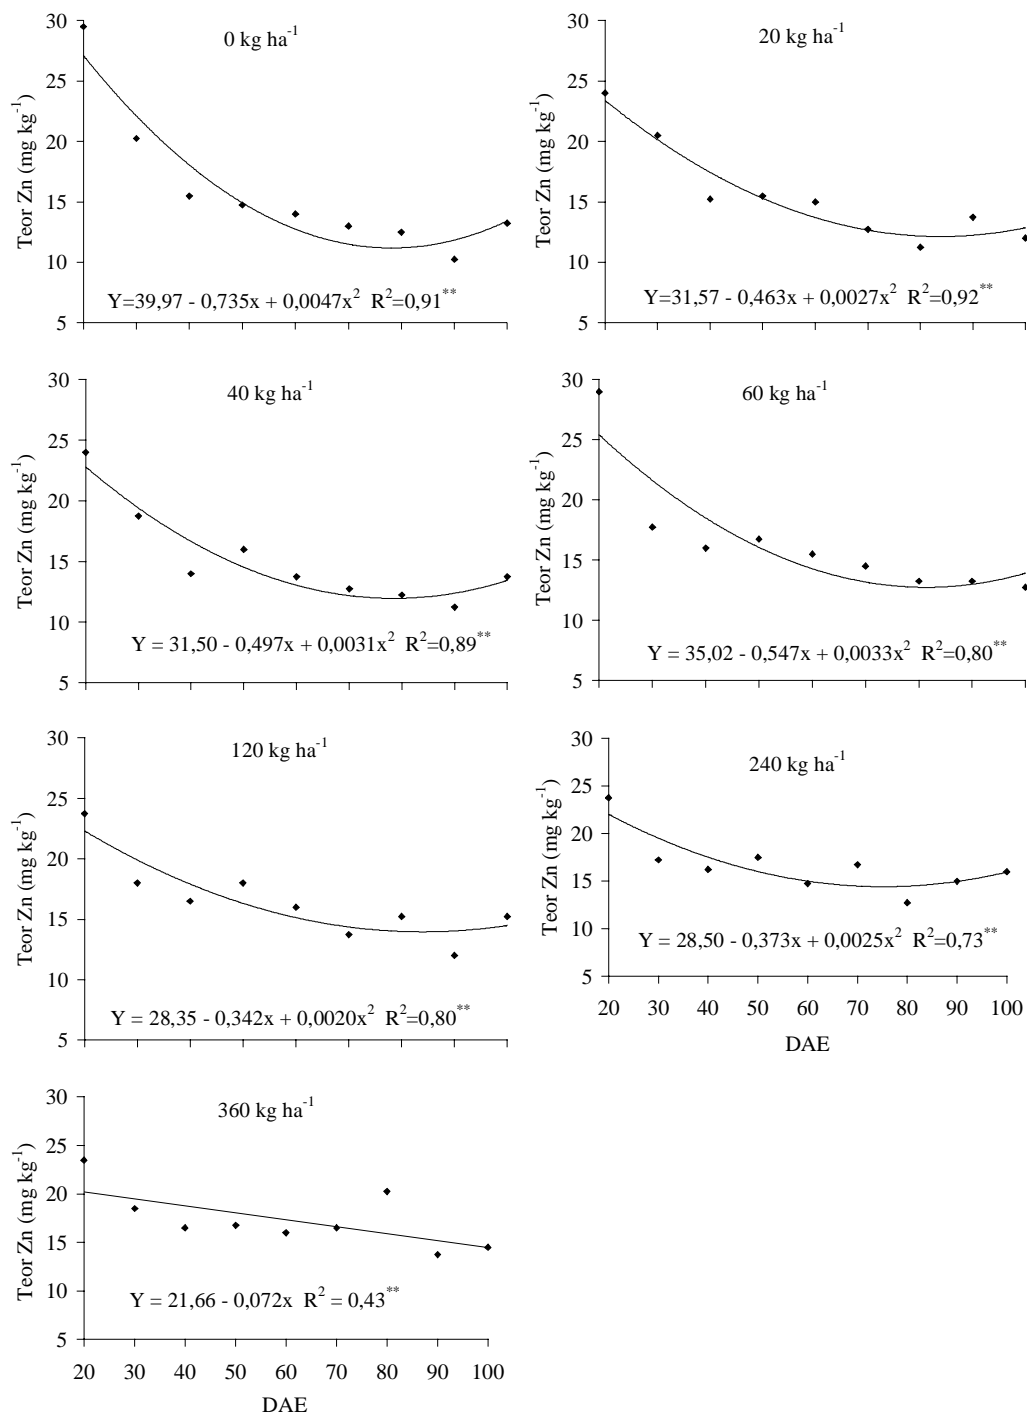 0 kg ha⁻¹
Teor Zn (mg kg⁻¹)
30
25
20
15
10
5
Y=39,97 - 0,735x + 0,0047x² R²=0,91**
20 kg ha⁻¹
Teor Zn (mg kg⁻¹)
30
25
20
15
10
5
Y=31,57 - 0,463x + 0,0027x² R²=0,92**
40 kg ha⁻¹
Teor Zn (mg kg⁻¹)
30
25
20
15
10
5
Y = 31,50 - 0,497x + 0,0031x² R²=0,89**
60 kg ha⁻¹
Teor Zn (mg kg⁻¹)
30
25
20
15
10
5
Y = 35,02 - 0,547x + 0,0033x² R²=0,80**
120 kg ha⁻¹
Teor Zn (mg kg⁻¹)
30
25
20
15
10
5
Y = 28,35 - 0,342x + 0,0020x² R²=0,80**
240 kg ha⁻¹
Teor Zn (mg kg⁻¹)
30
25
20
15
10
5
Y = 28,50 - 0,373x + 0,0025x² R²=0,73**
20 30 40 50 60 70 80 90 100
DAE
360 kg ha⁻¹
Teor Zn (mg kg⁻¹)
30
25
20
15
10
5
Y = 21,66 - 0,072x R² = 0,43**
20 30 40 50 60 70 80 90 100
DAE